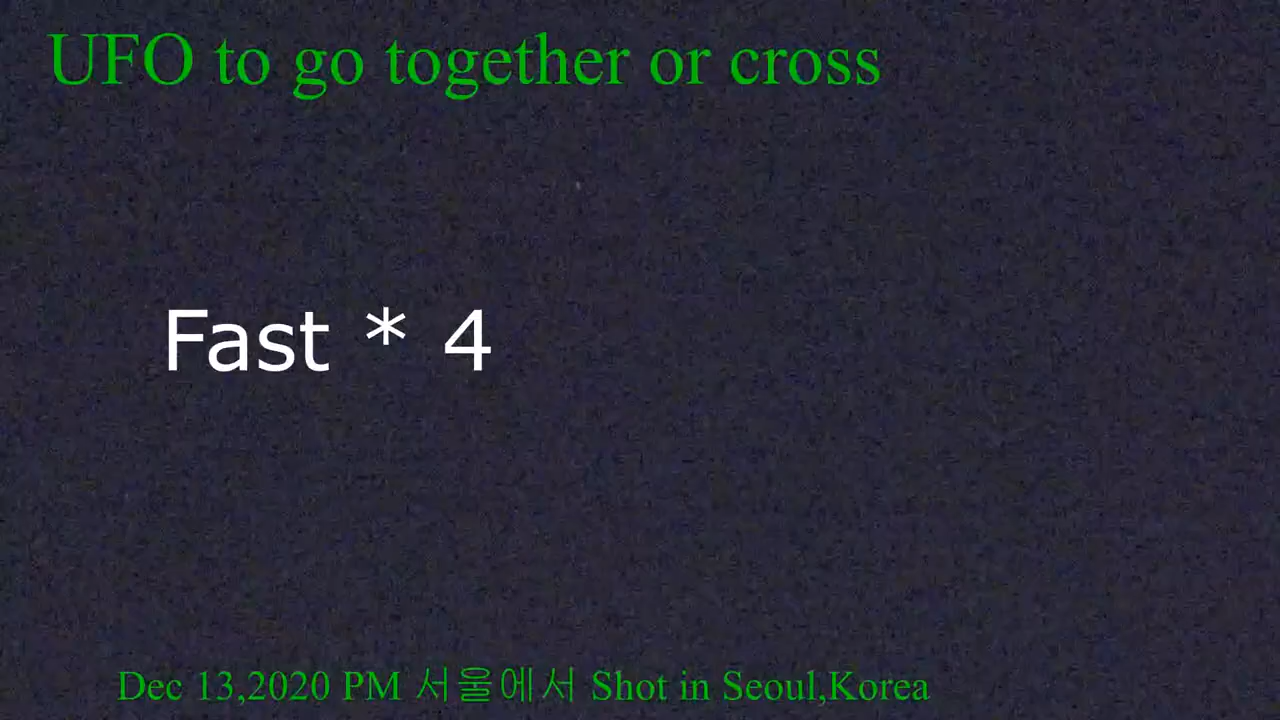 UFO to go together or cross
Fast * 4
Dec 13,2020 PM 서울에서 Shot in Seoul,Korea